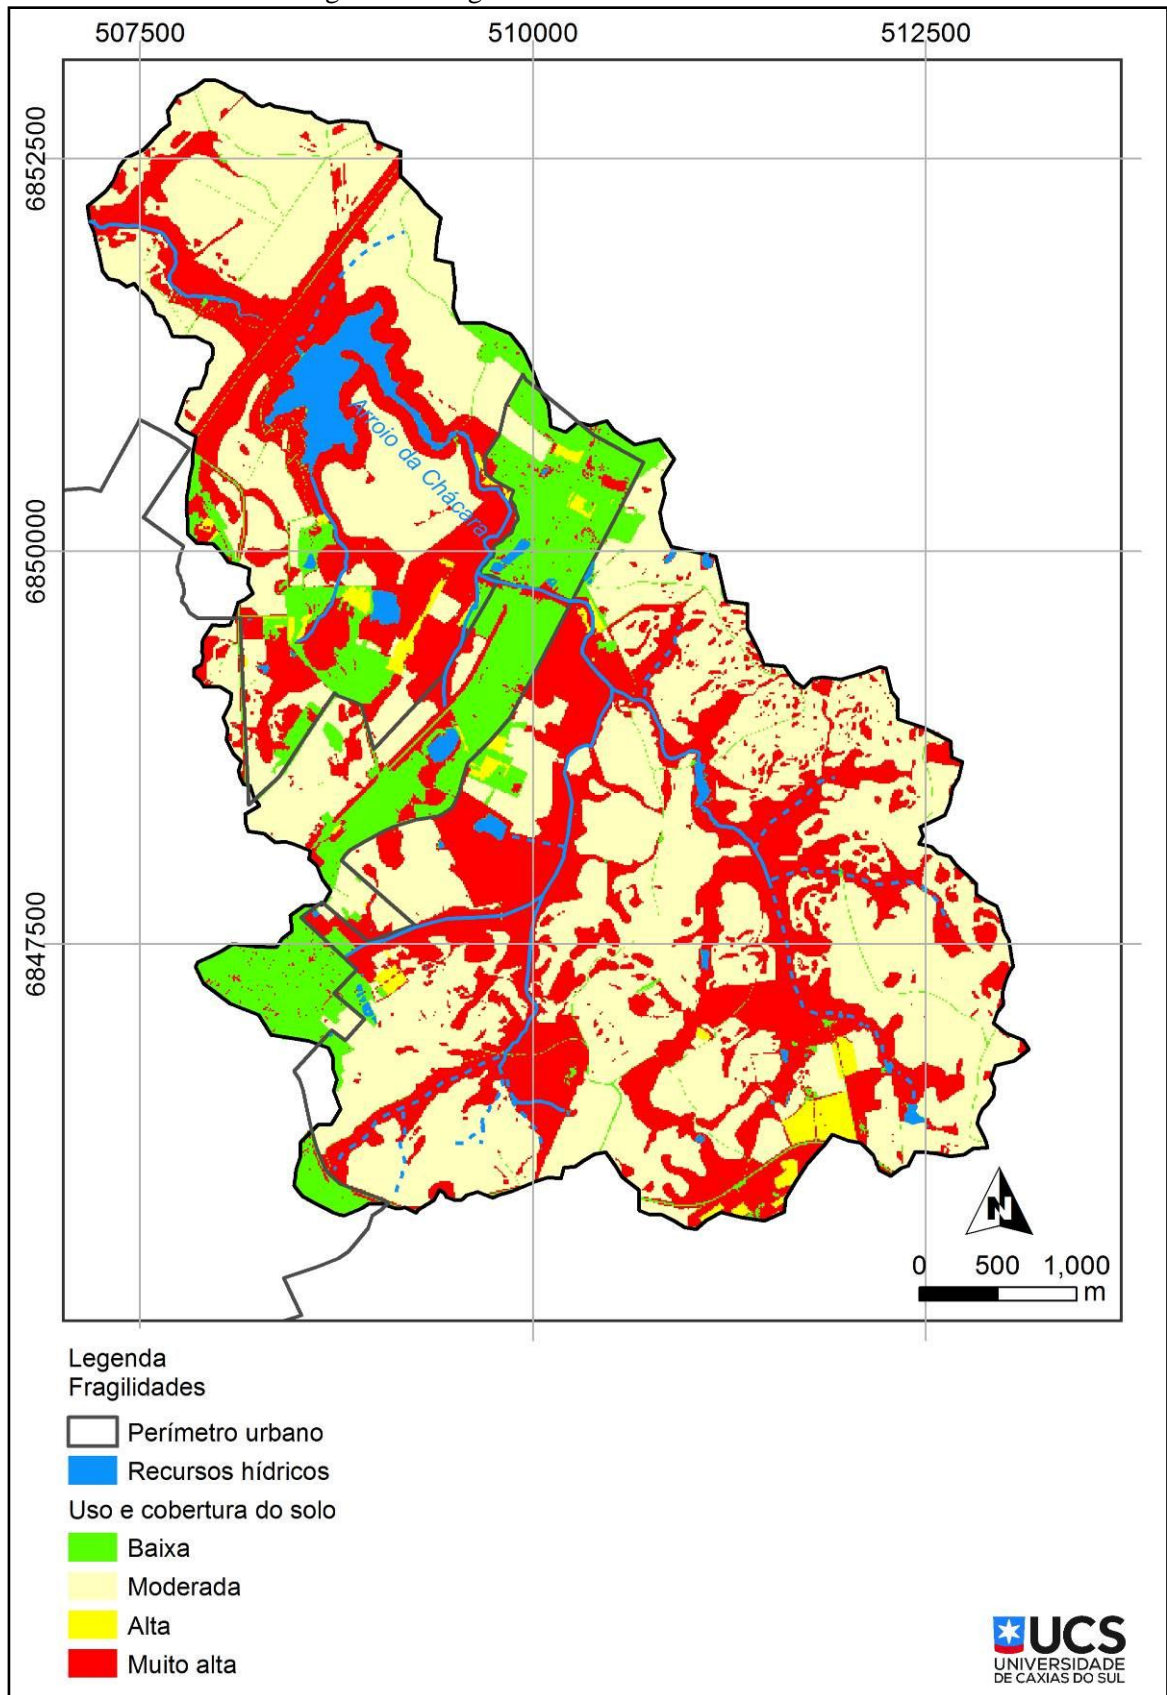 507500 510000 512500
6852500
6850000
6847500
Arroio da Chácara
N
0 500 1,000
m
Legenda
Fragilidades
Perímetro urbano
Recursos hídricos
Uso e cobertura do solo
Baixa
Moderada
Alta
Muito alta
UCS
UNIVERSIDADE
DE CAXIAS DO SUL